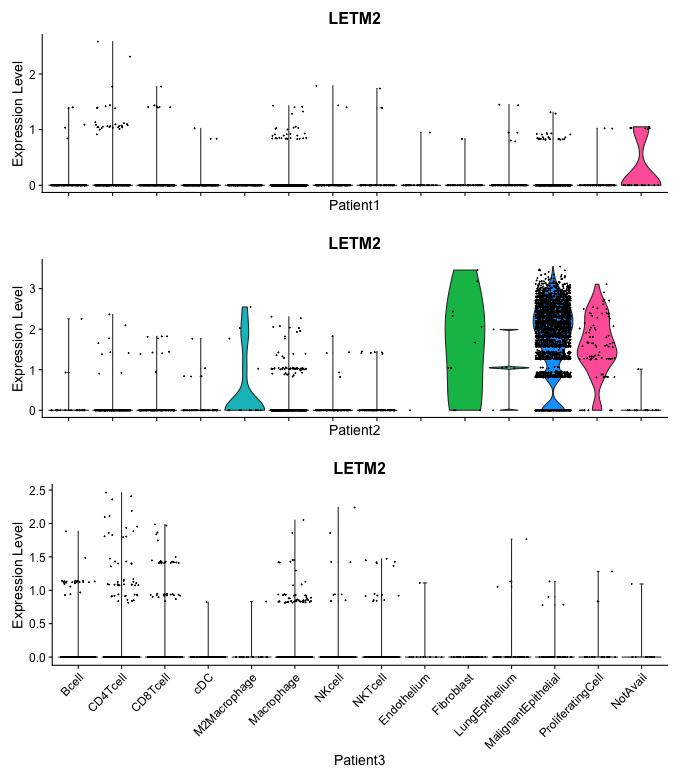 LETM2
Expression Level
2
1
0
Patient1
LETM2
Expression Level
3
2
1
0
Patient2
LETM2
Expression Level
2.5
2.0
1.5
1.0
0.5
0.0
Bcell
CD4Tcell
CD8Tcell
cDC
M2Macrophage
Macrophage
NKcell
NKTcell
Endothelium
Fibroblast
LungEpithelium
MalignantEpithelial
ProliferatingCell
NotAvail
Patient3